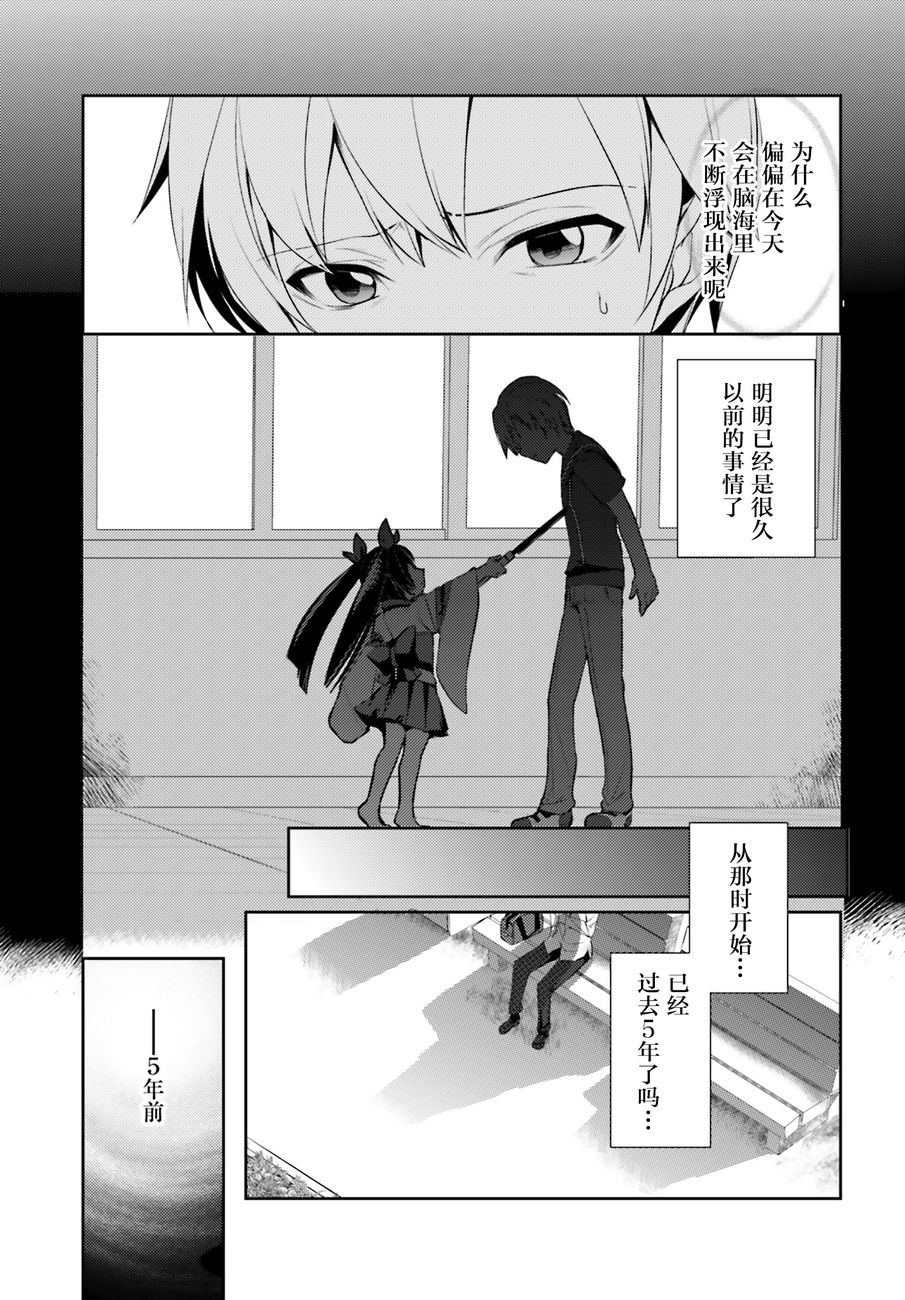 为什么
偏偏在今天
会在脑海里
不断浮现出来呢
明明已经是很久
以前的事情了
从那时开始…
已经
过去5年了吗…
——5年前